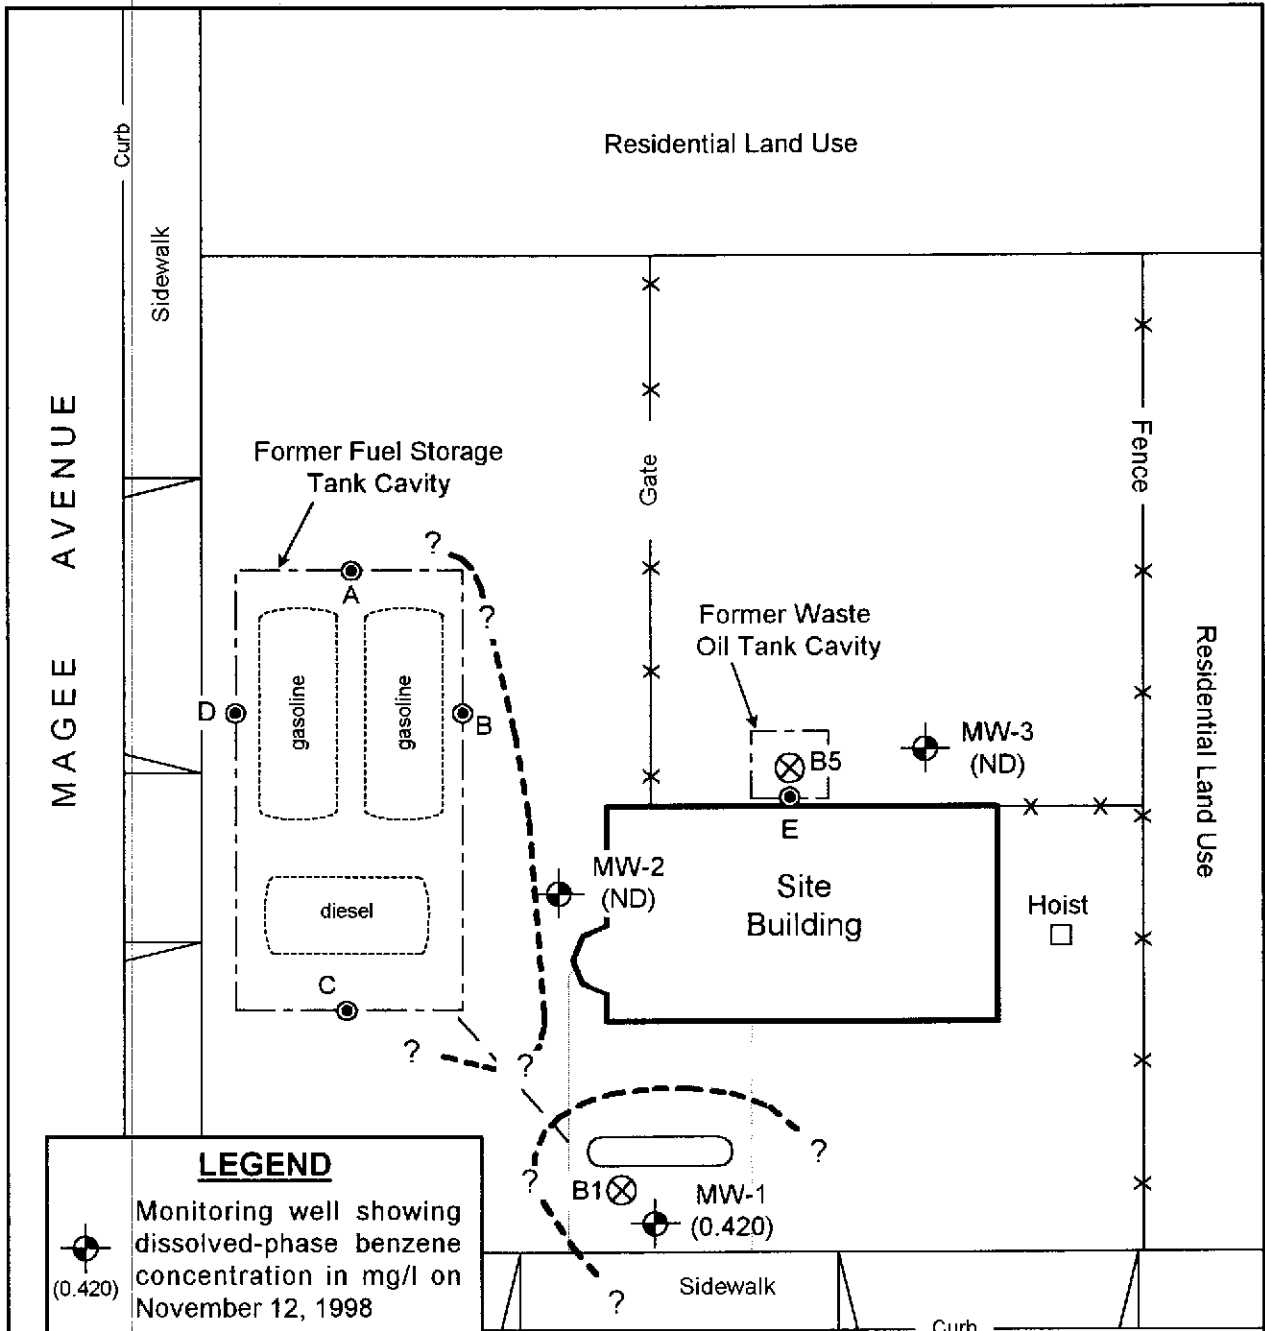 Curb
Residential Land Use
Sidewalk
MAGEE AVENUE
Former Fuel Storage
Tank Cavity
Gate
Fence
?
A
?
gasoline
gasoline
D
B
Former Waste
Oil Tank Cavity
Residential Land Use
MW-3
(ND)
B5
E
MW-2
(ND)
Site
Building
Hoist
diesel
C
?
?
?
?
B1
MW-1
(0.420)
?
Sidewalk
Curb
LEGEND
(0.420)
Monitoring well showing
dissolved-phase benzene
concentration in mg/l on
November 12, 1998